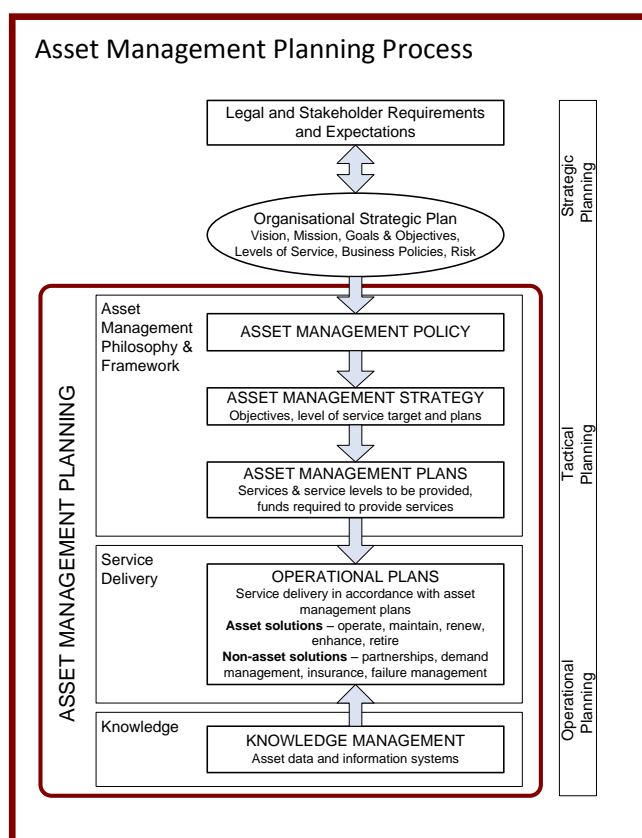 Asset Management Planning Process
Legal and Stakeholder Requirements
and Expectations
Organisational Strategic Plan
Vision, Mission, Goals & Objectives,
Levels of Service, Business Policies, Risk
Asset
Management
Philosophy &
Framework
ASSET MANAGEMENT POLICY
ASSET MANAGEMENT STRATEGY
Objectives, level of service target and plans
ASSET MANAGEMENT PLANS
Services & service levels to be provided,
funds required to provide services
Service
Delivery
OPERATIONAL PLANS
Service delivery in accordance with asset
management plans
Asset solutions – operate, maintain, renew,
enhance, retire
Non-asset solutions – partnerships, demand
management, insurance, failure management
Knowledge
KNOWLEDGE MANAGEMENT
Asset data and information systems
ASSET MANAGEMENT PLANNING
Strategic
Planning
Tactical
Planning
Operational
Planning